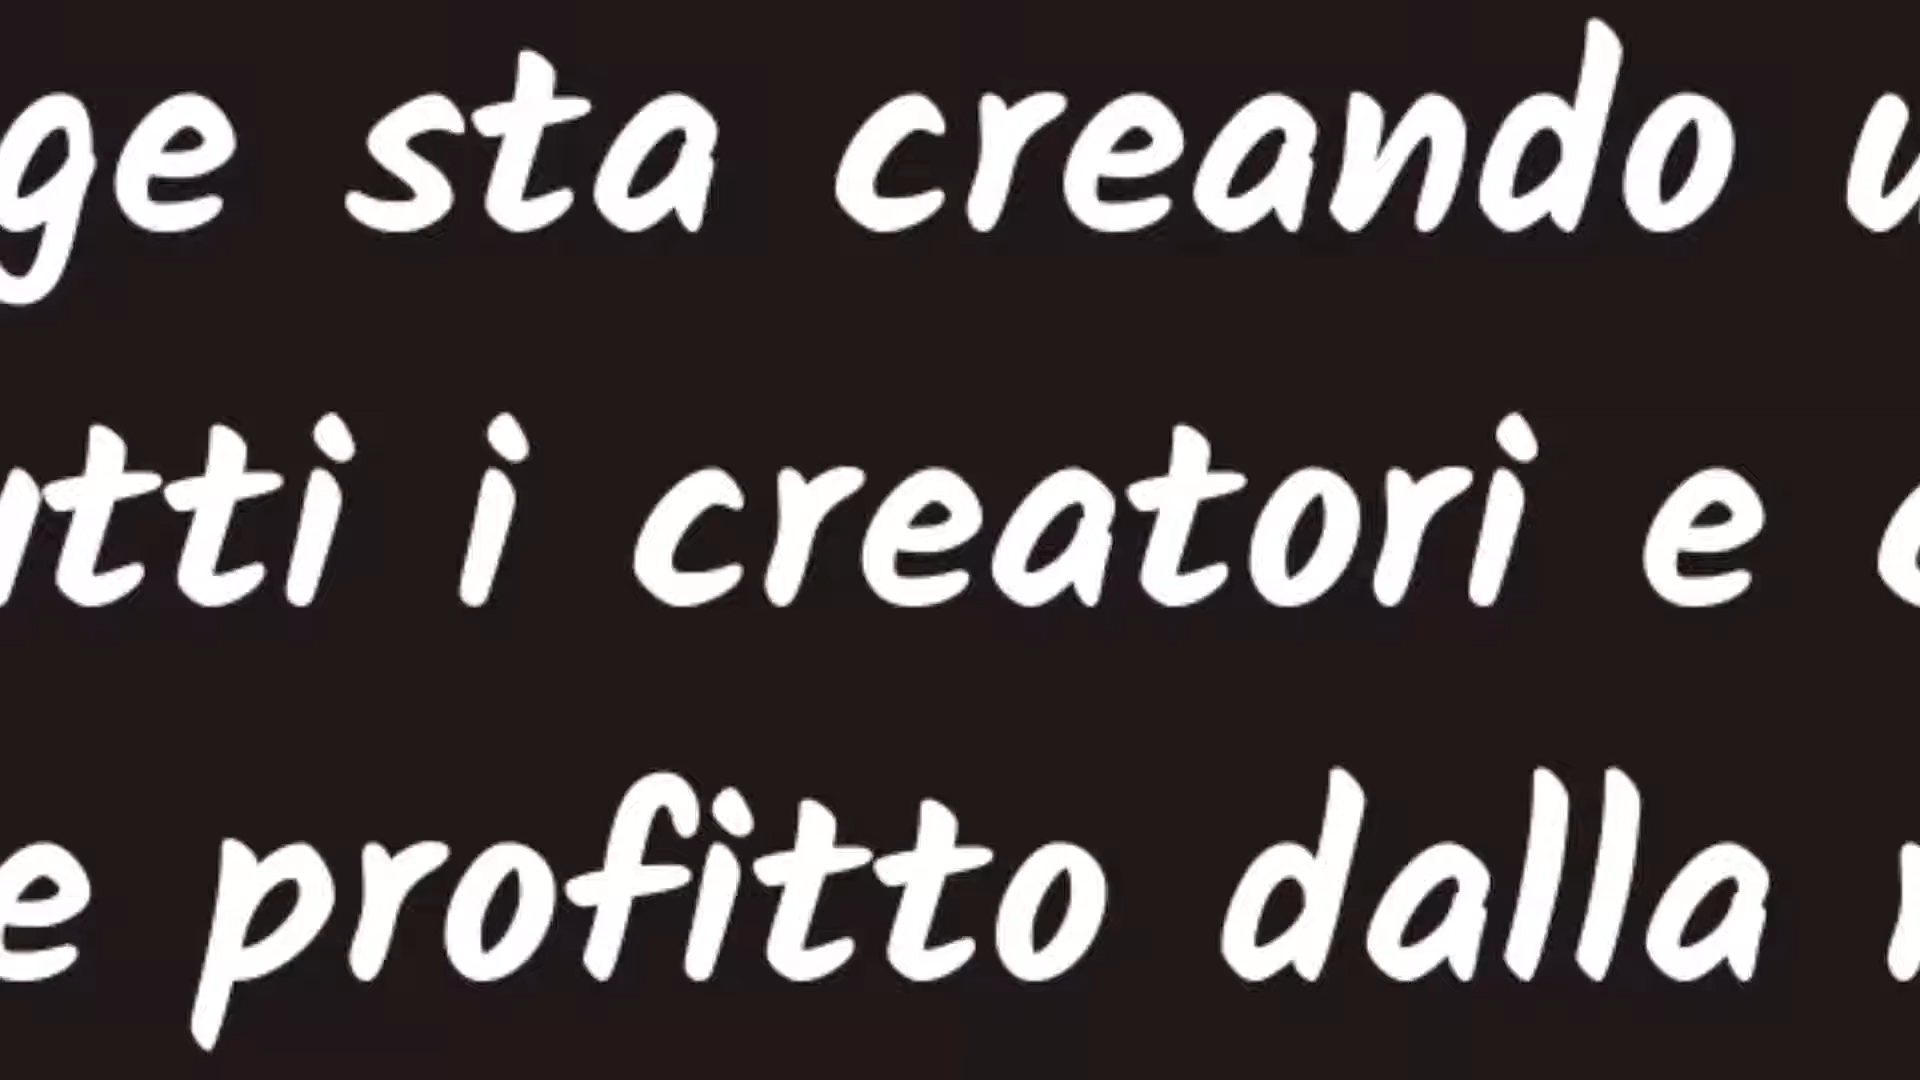 ge sta creando u
utti i creatori e c
e profitto dalla